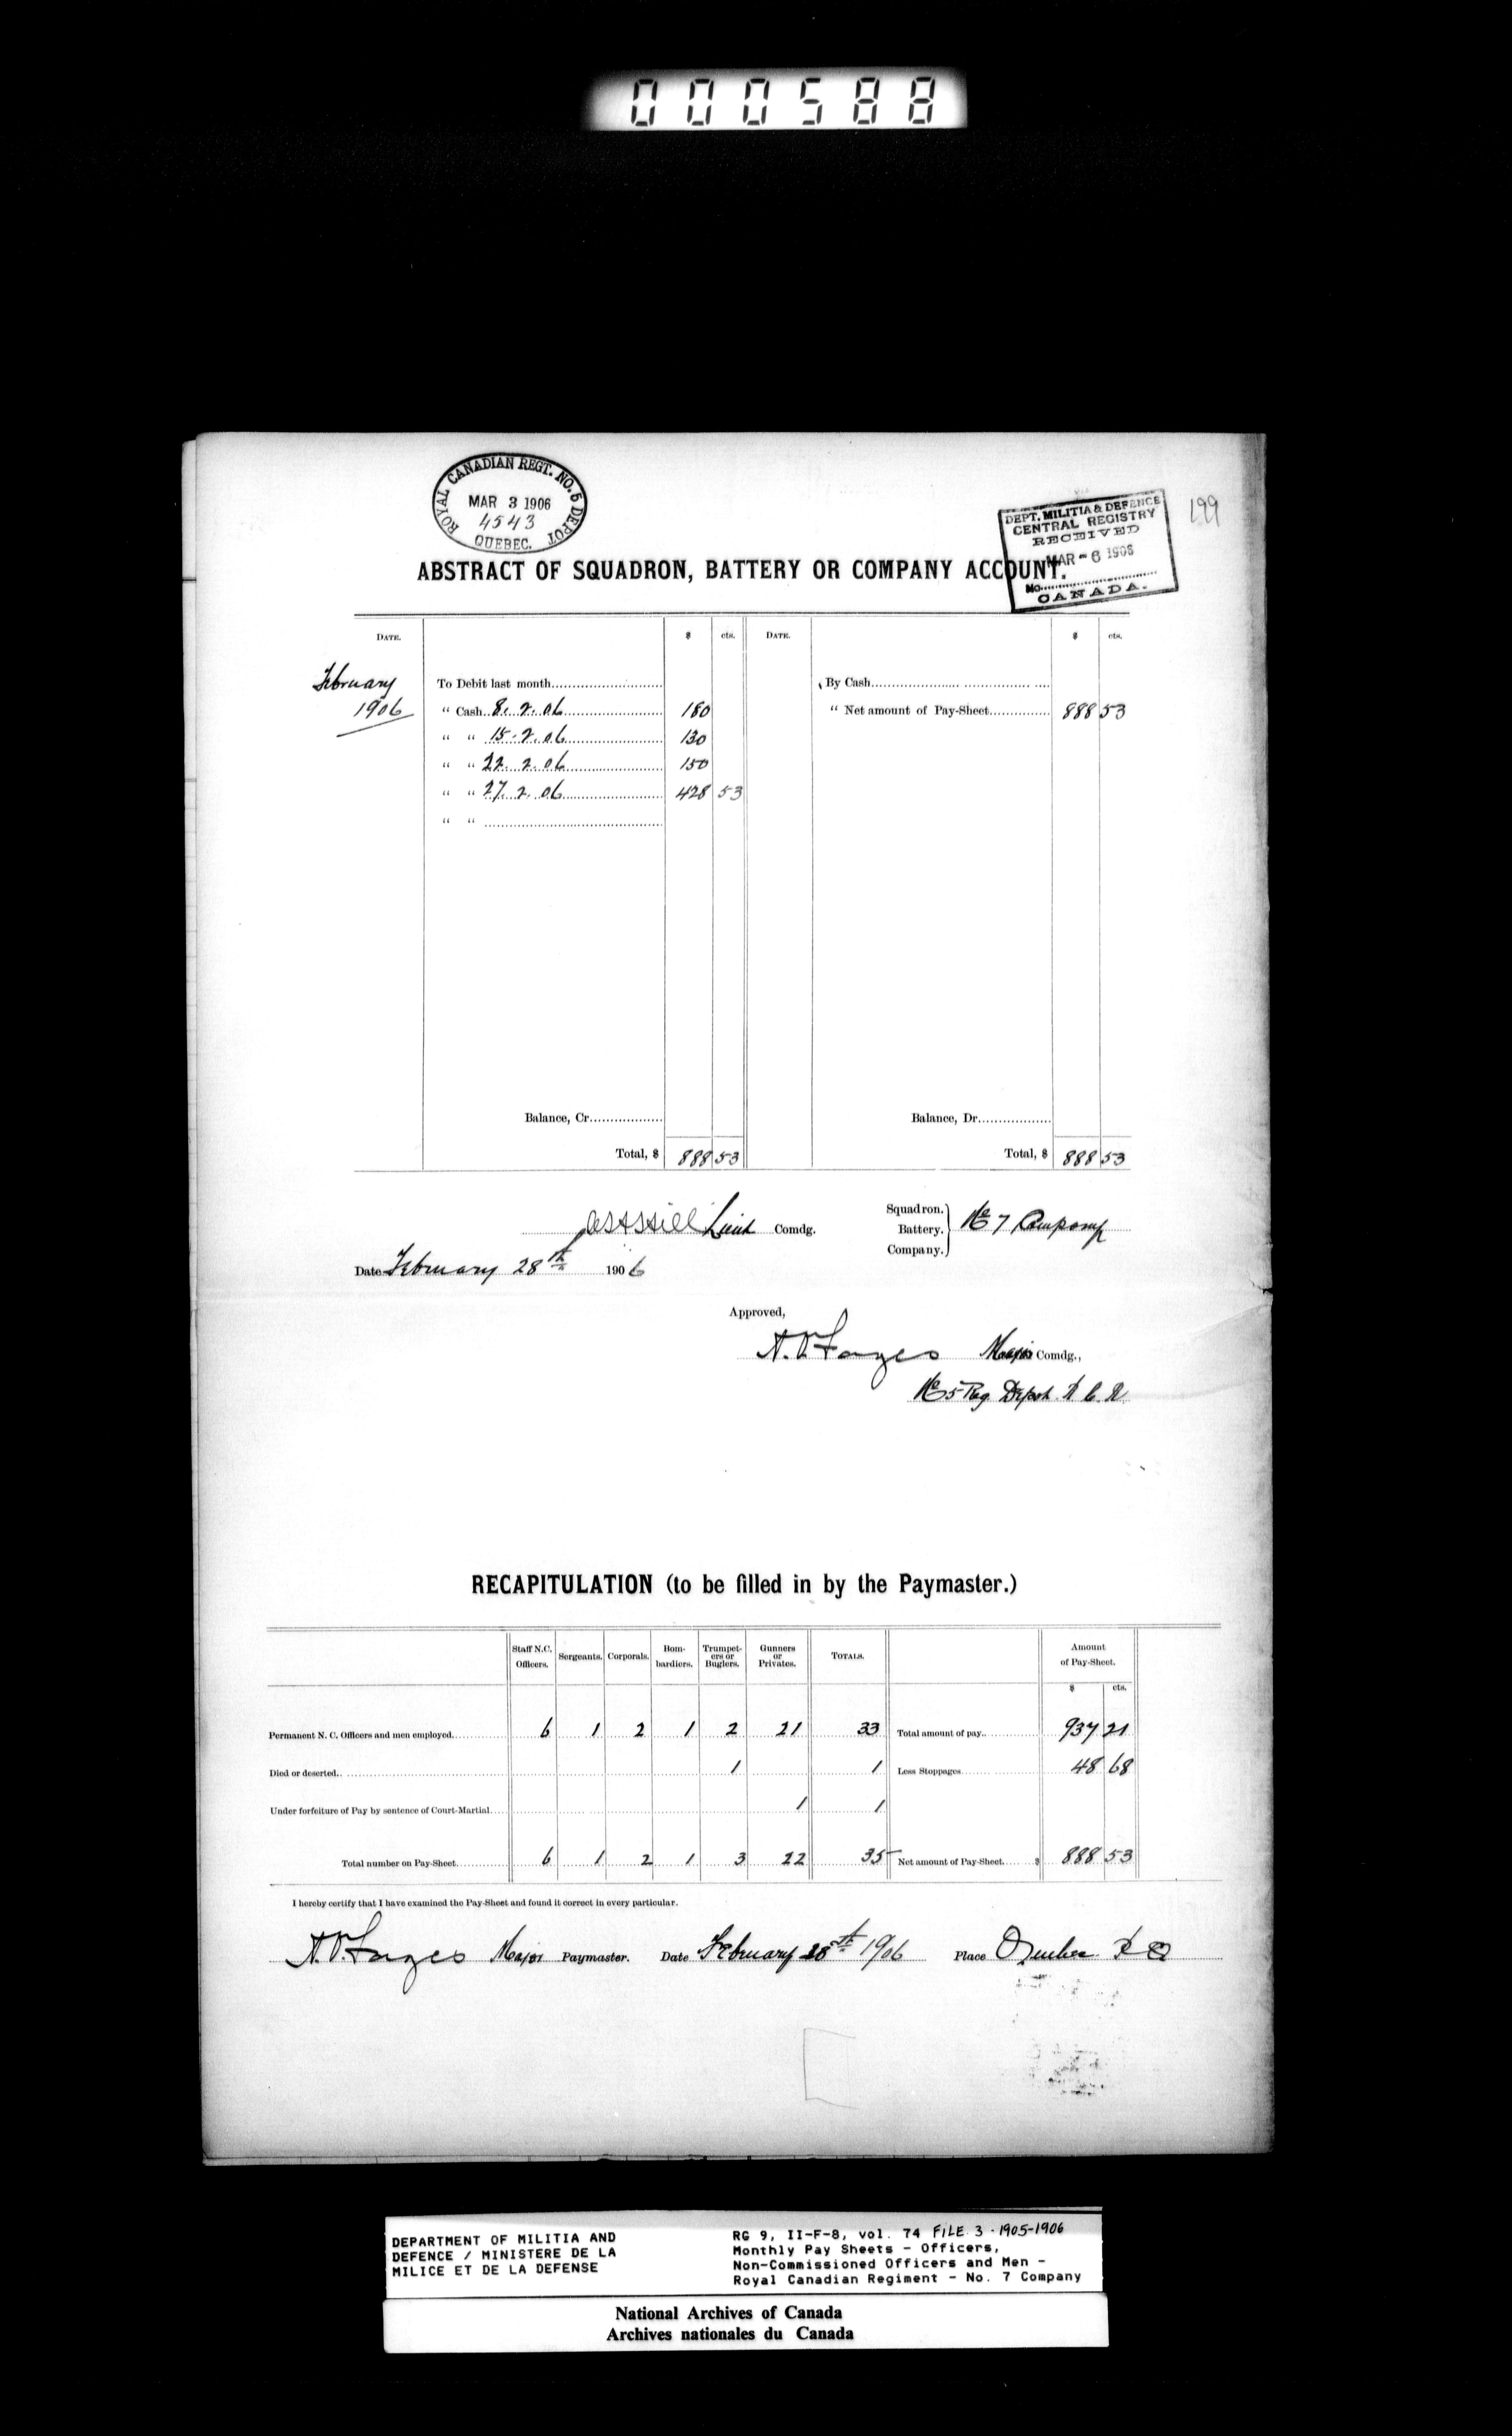 000588
ROYAL CANADIAN REGT. NO. 5 DEPOT
MAR 3 1906
4543
QUEBEC.
DEPT. MILITIA & DEFENCE
CENTRAL REGISTRY
RECEIVED
MAR - 6 1906
No.
CANADA.
199
ABSTRACT OF SQUADRON, BATTERY OR COMPANY ACCOUNT.
DATE. $ cts. DATE. $ cts.
February To Debit last month By Cash
1906 " Cash 8. 2. 06 180 " Net amount of Pay-Sheet 888 53
" " 15. 2. 06 130
" " 22. 2. 06 150
" " 27. 2. 06 428 53
" "
Balance, Cr. Balance, Dr.
Total, $ 888 53 Total, $ 888 53
Lieut Comdg.
Squadron.
Battery.
Company.
No 7 Company
Date February 28th 1906
Approved,
Major Comdg.,
No 5 Reg. Depot R.C.R.
RECAPITULATION (to be filled in by the Paymaster.)
Staff N.C. Officers. Sergeants. Corporals. Bombardiers. Trumpeters or Buglers. Gunners or Privates. TOTALS. Amount of Pay-Sheet.
$ cts.
Permanent N. C. Officers and men employed 6 1 2 1 2 21 33 Total amount of pay 937 21
Died or deserted 1 1 Less Stoppages 48 68
Under forfeiture of Pay by sentence of Court-Martial 1 1
Total number on Pay-Sheet 6 1 2 1 3 22 35 Net amount of Pay-Sheet $ 888 53
I hereby certify that I have examined the Pay-Sheet and found it correct in every particular.
Major Paymaster. Date February 28th 1906 Place Quebec
DEPARTMENT OF MILITIA AND
DEFENCE / MINISTERE DE LA
MILICE ET DE LA DEFENSE
RG 9, II-F-8, vol. 74 FILE 3 - 1905-1906
Monthly Pay Sheets - Officers,
Non-Commissioned Officers and Men -
Royal Canadian Regiment - No. 7 Company
National Archives of Canada
Archives nationales du Canada